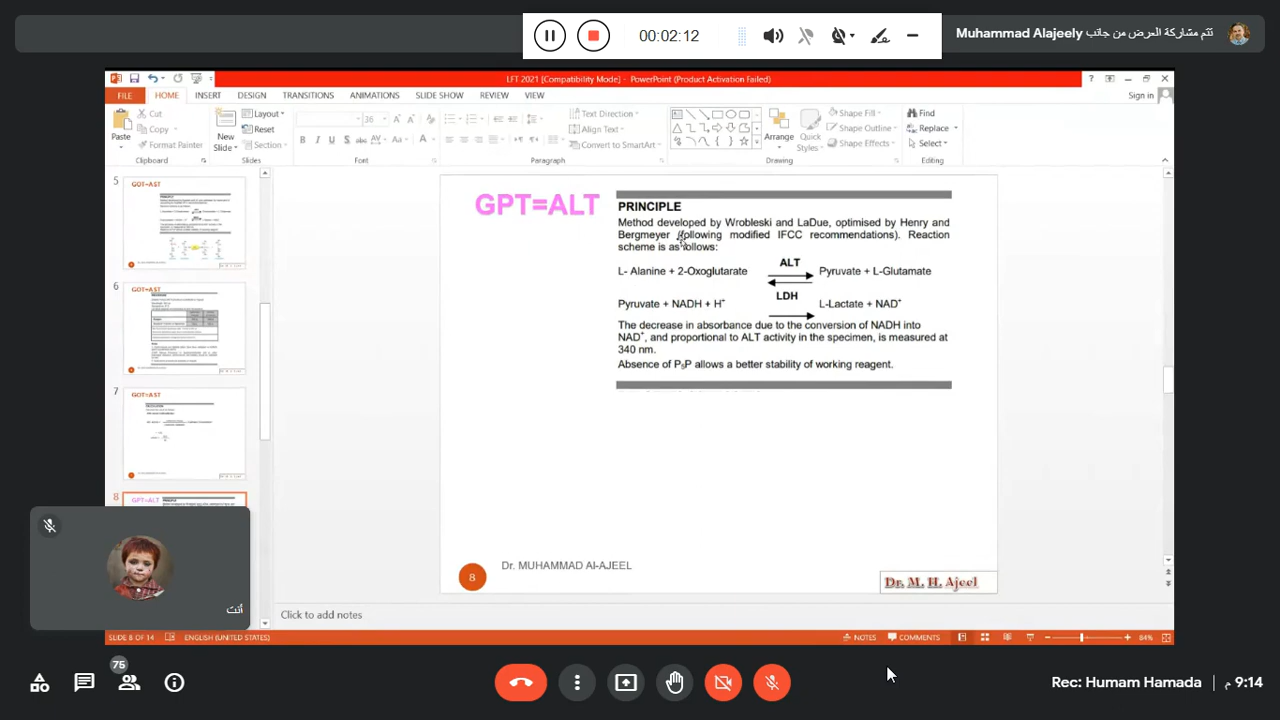 00:02:12
تتم مشاركة العرض من جانب Muhammad Alajeely
LFT 2021 [Compatibility Mode] - PowerPoint (Product Activation Failed)
FILE HOME INSERT DESIGN TRANSITIONS ANIMATIONS SLIDE SHOW REVIEW VIEW Sign in
Paste
Cut
Copy
Format Painter
Clipboard
New Slide
Layout
Reset
Section
Slides
36
Font
Text Direction
Align Text
Convert to SmartArt
Paragraph
Arrange
Quick Styles
Shape Fill
Shape Outline
Shape Effects
Drawing
Find
Replace
Select
Editing
5
GOT=AST
6
7
GOT=AST
8
GPT=ALT
GPT=ALT
PRINCIPLE
Method developed by Wrobleski and LaDue, optimised by Henry and
Bergmeyer (following modified IFCC recommendations). Reaction
scheme is as follows:
ALT
L- Alanine + 2-Oxoglutarate Pyruvate + L-Glutamate
LDH
Pyruvate + NADH + H+ L-Lactate + NAD+
The decrease in absorbance due to the conversion of NADH into
NAD+, and proportional to ALT activity in the specimen, is measured at
340 nm.
Absence of P5P allows a better stability of working reagent.
8
Dr. MUHAMMAD Al-AJEEL
Dr. M. H. Ajeel
Click to add notes
SLIDE 8 OF 14 ENGLISH (UNITED STATES) NOTES COMMENTS 84%
أنت
75
Rec: Humam Hamada
9:14 م